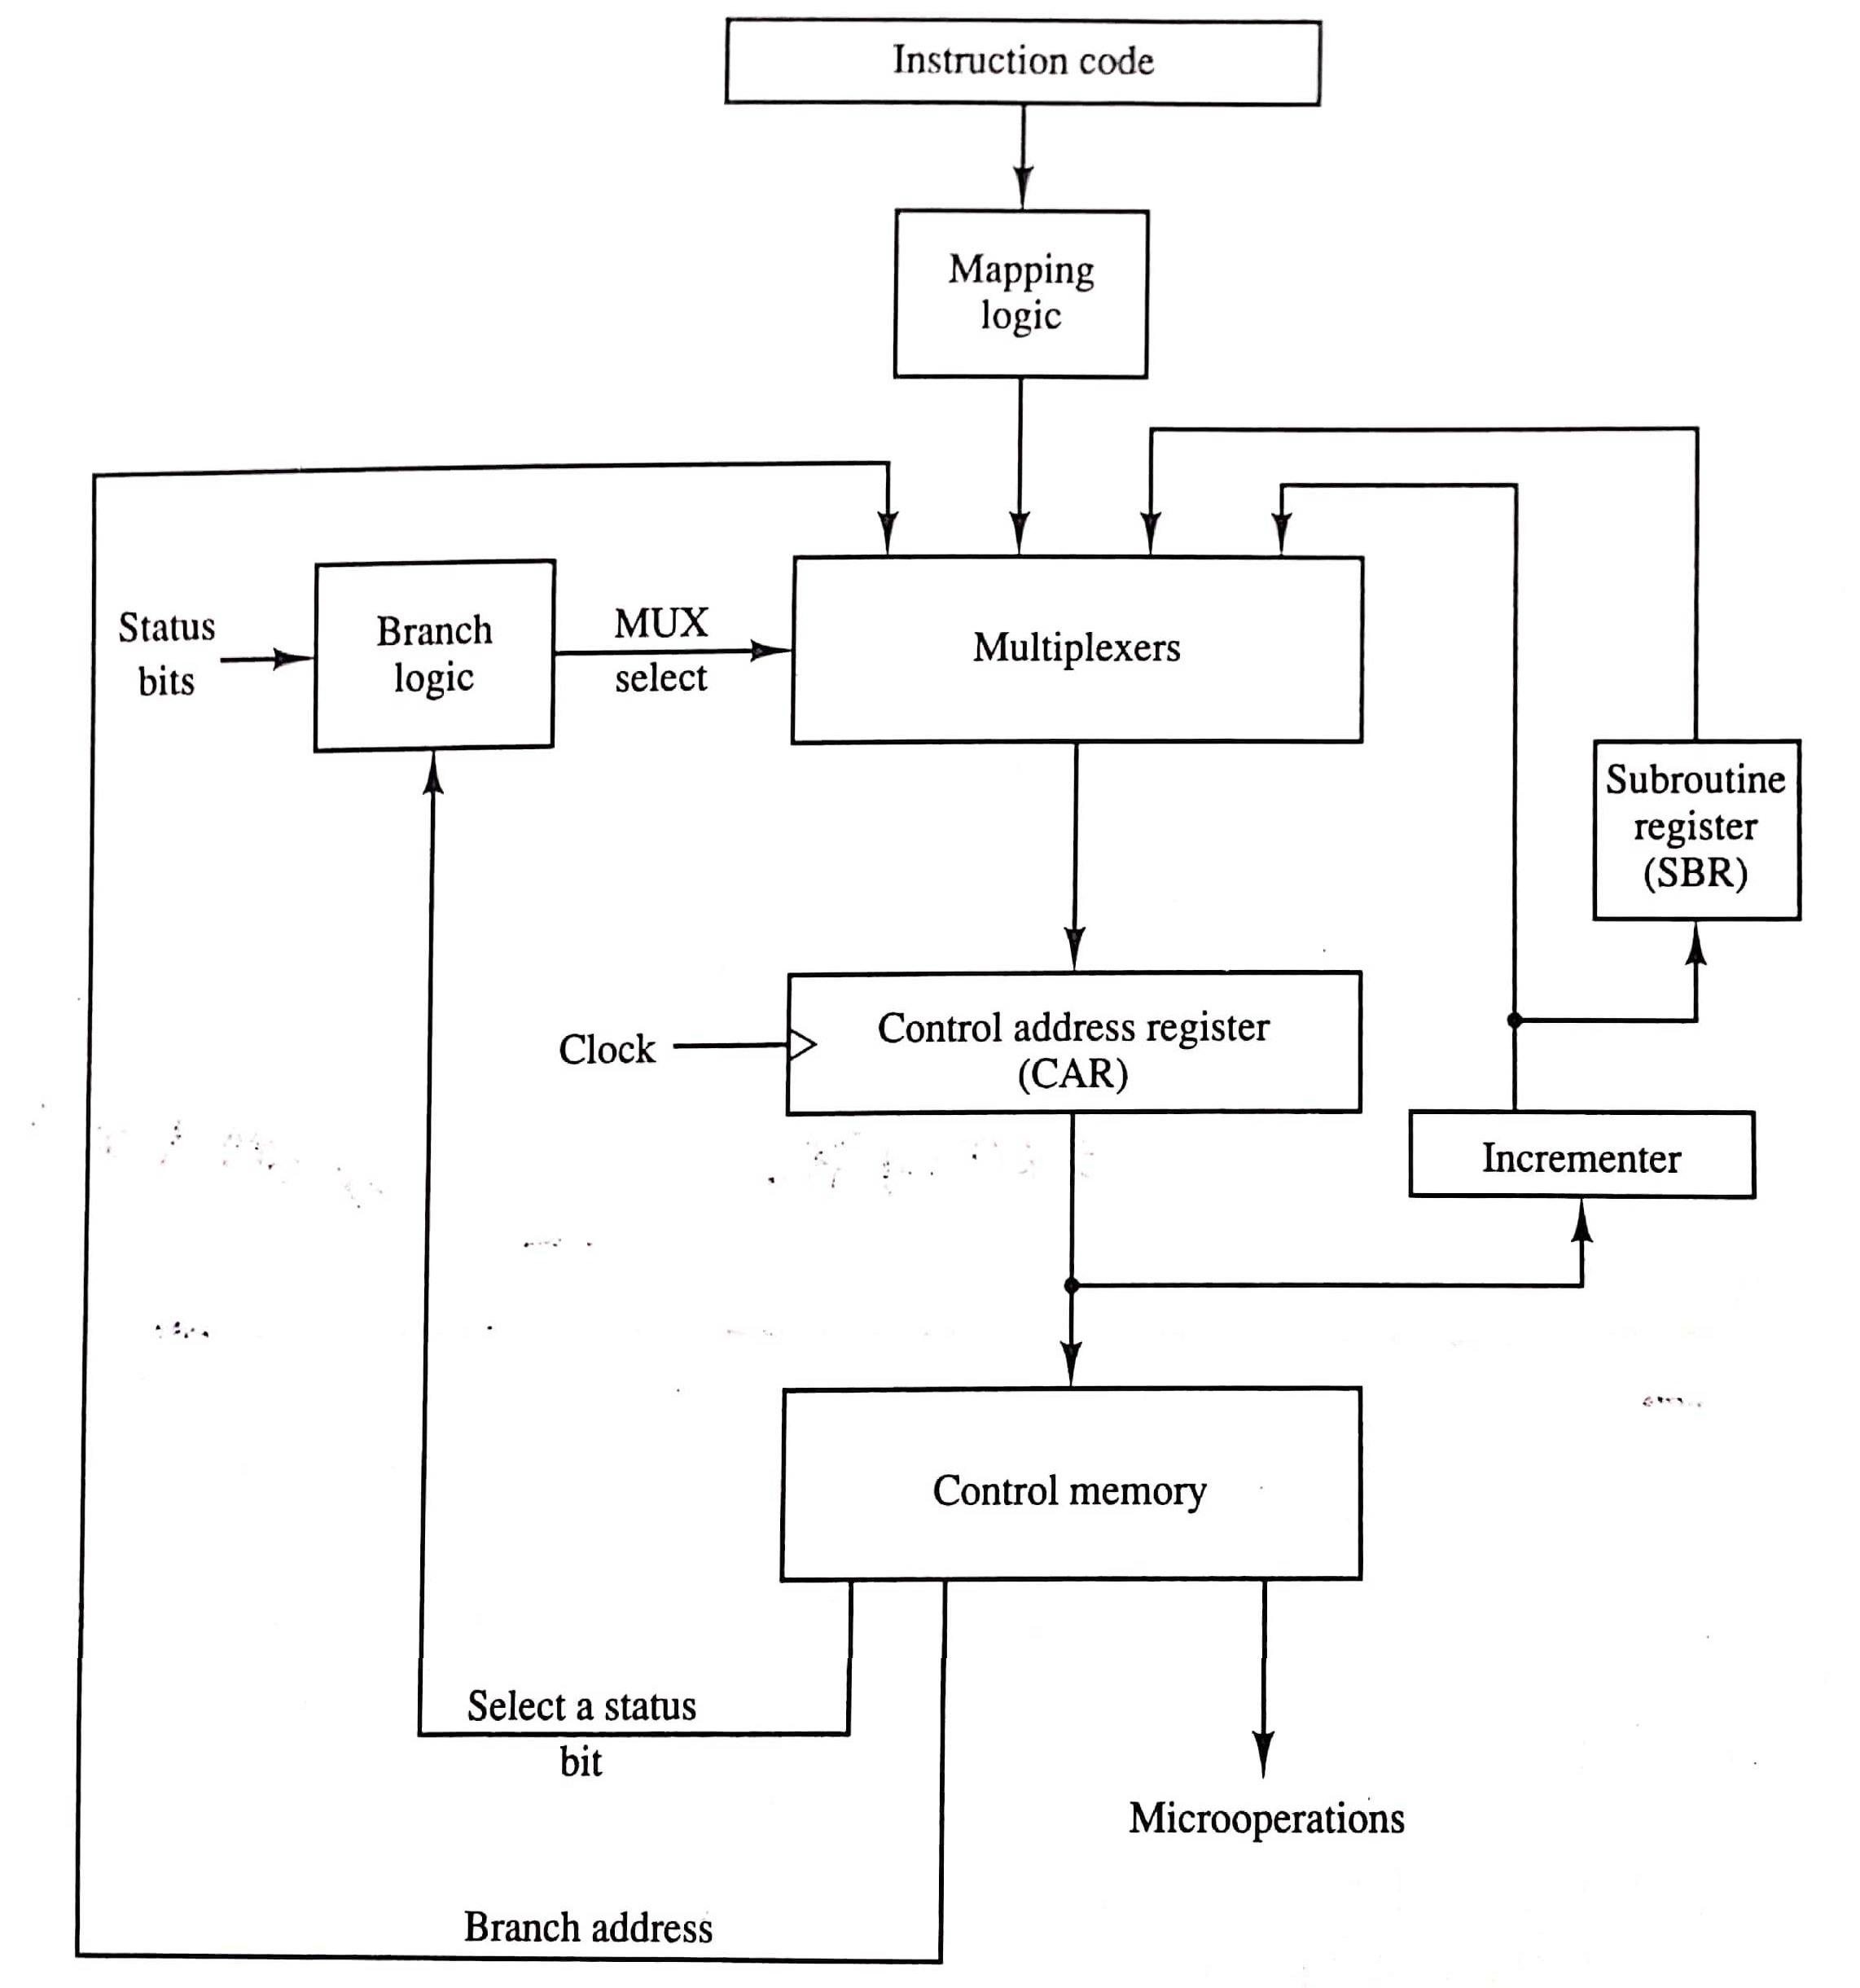 Instruction code
Mapping
logic
Status
bits
Branch
logic
MUX
select
Multiplexers
Subroutine
register
(SBR)
Clock
Control address register
(CAR)
Incrementer
Control memory
Select a status
bit
Microoperations
Branch address